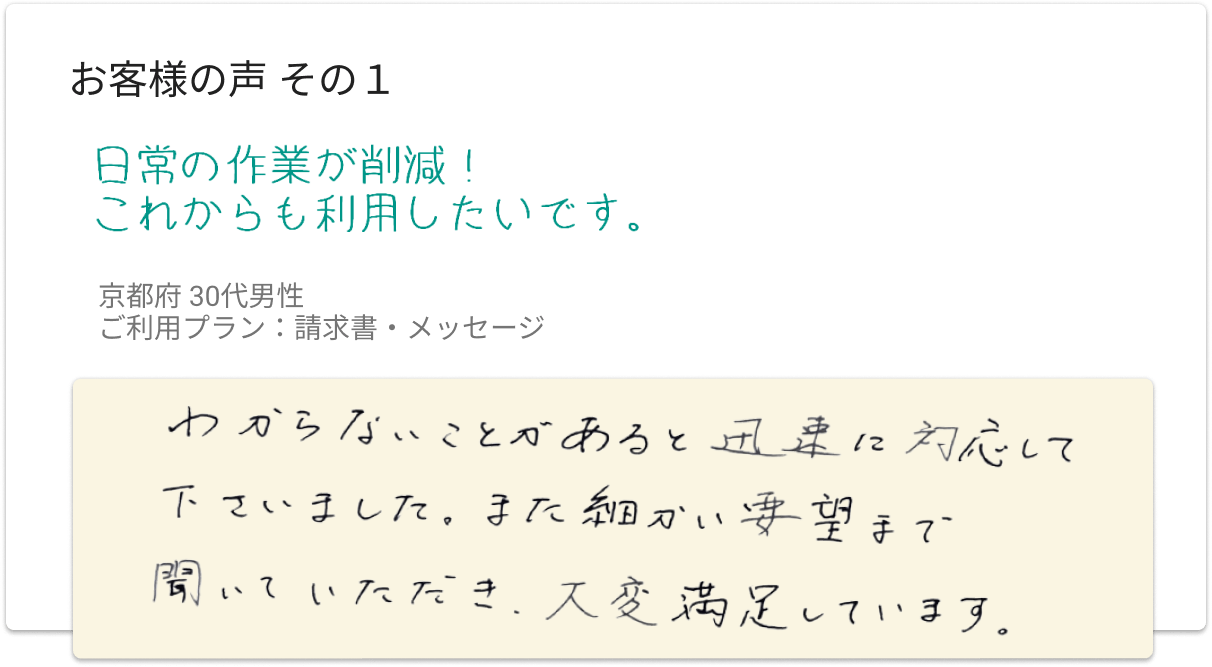 お客様の声 その１
日常の作業が削減！
これからも利用したいです。
京都府 30代男性
ご利用プラン：請求書・メッセージ
わからないことがあると迅速に対応して
下さいました。また細かい要望まで
聞いていただき、大変満足しています。